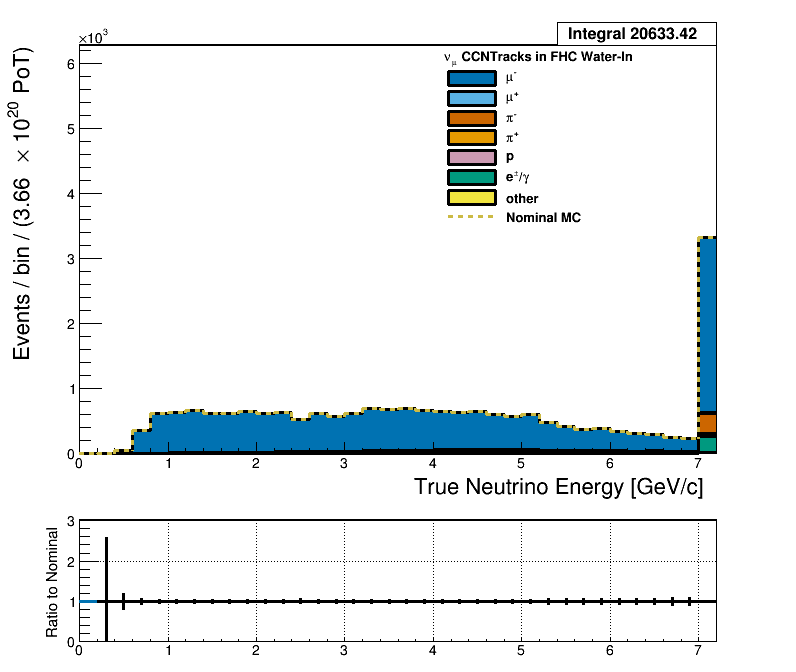 Integral 20633.42
×10³
ν_μ CCNTracks in FHC Water-In
μ⁻
μ⁺
π⁻
π⁺
p
e^±/γ
other
Nominal MC
Events / bin / (3.66 × 10²⁰ PoT)
6
5
4
3
2
1
0
0 1 2 3 4 5 6 7
True Neutrino Energy [GeV/c]
Ratio to Nominal
3
2
1
0
0 1 2 3 4 5 6 7